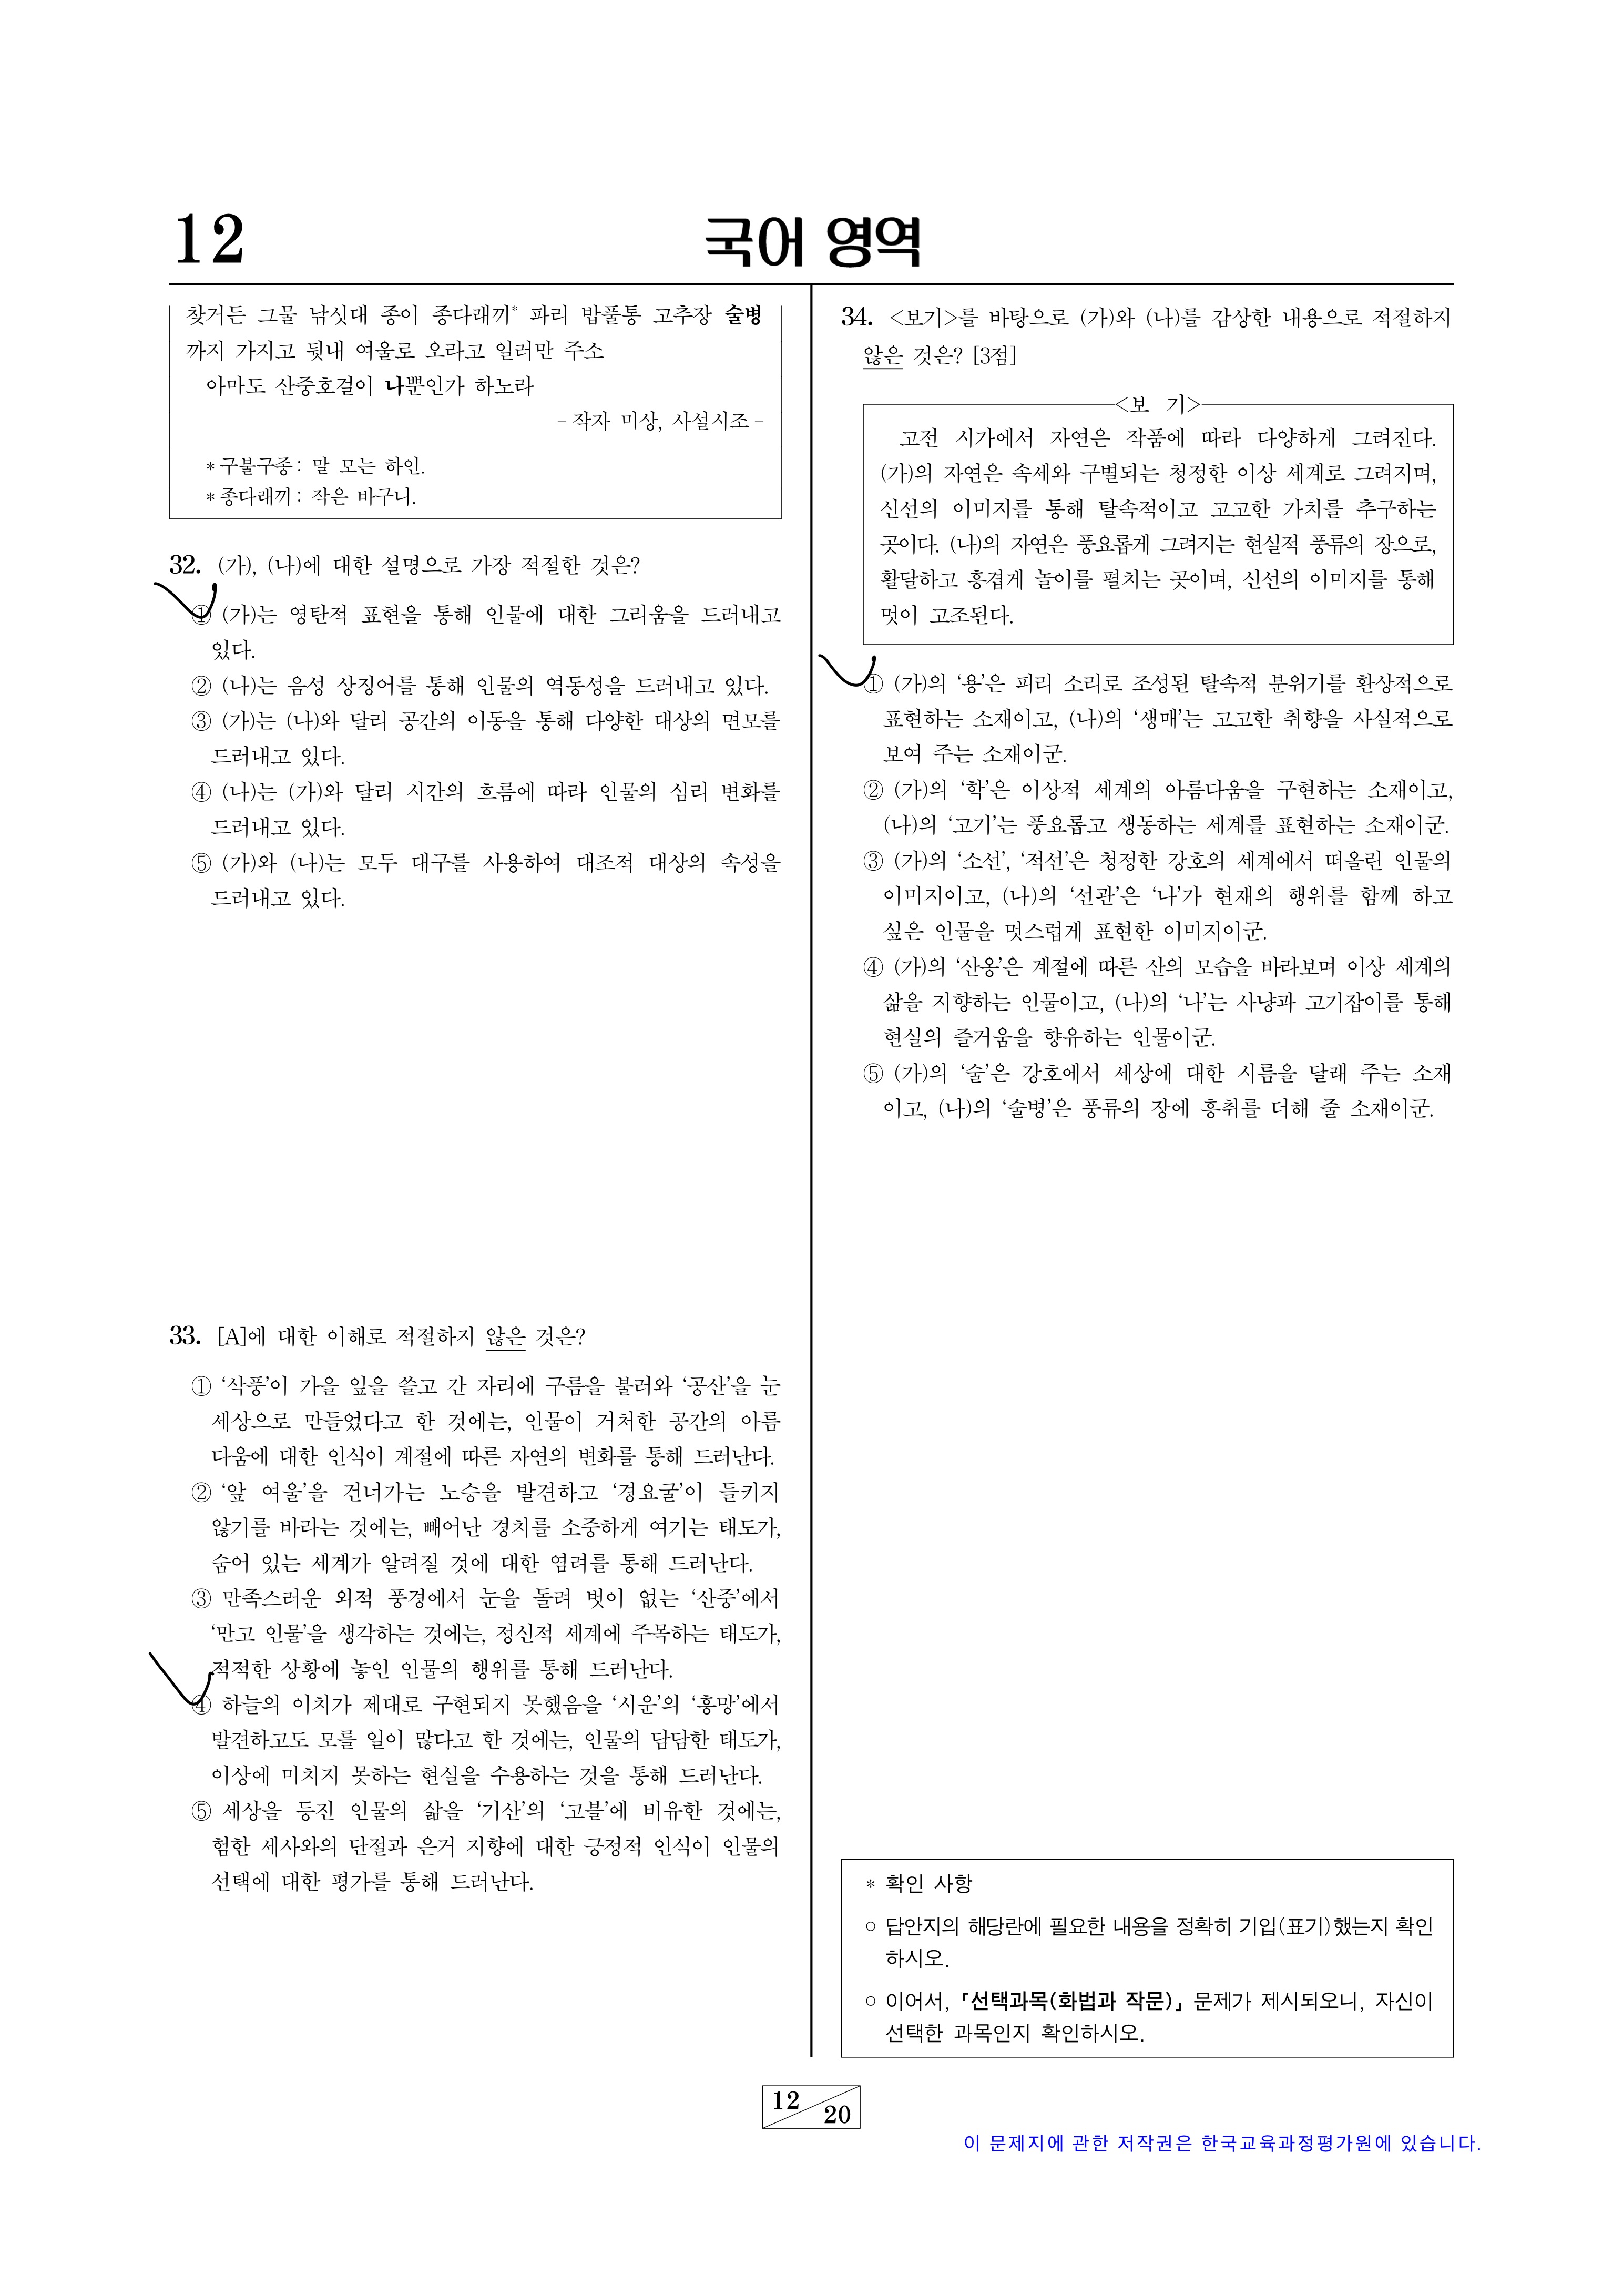 12
국어 영역
찾거든 그물 낚싯대 종이 종다래끼* 파리 밥풀통 고추장 술병
까지 가지고 뒷내 여울로 오라고 일러만 주소
아마도 산중호걸이 나뿐인가 하노라
- 작자 미상, 사설시조 -
* 구불구종: 말 모는 하인.
* 종다래끼: 작은 바구니.
32. (가), (나)에 대한 설명으로 가장 적절한 것은?
① (가)는 영탄적 표현을 통해 인물에 대한 그리움을 드러내고
있다.
② (나)는 음성 상징어를 통해 인물의 역동성을 드러내고 있다.
③ (가)는 (나)와 달리 공간의 이동을 통해 다양한 대상의 면모를
드러내고 있다.
④ (나)는 (가)와 달리 시간의 흐름에 따라 인물의 심리 변화를
드러내고 있다.
⑤ (가)와 (나)는 모두 대구를 사용하여 대조적 대상의 속성을
드러내고 있다.
33. [A]에 대한 이해로 적절하지 않은 것은?
① ‘삭풍’이 가을 잎을 쓸고 간 자리에 구름을 불러와 ‘공산’을 눈
세상으로 만들었다고 한 것에는, 인물이 거처한 공간의 아름
다움에 대한 인식이 계절에 따른 자연의 변화를 통해 드러난다.
② ‘앞 여울’을 건너가는 노승을 발견하고 ‘경요굴’이 들키지
않기를 바라는 것에는, 빼어난 경치를 소중하게 여기는 태도가,
숨어 있는 세계가 알려질 것에 대한 염려를 통해 드러난다.
③ 만족스러운 외적 풍경에서 눈을 돌려 벗이 없는 ‘산중’에서
‘만고 인물’을 생각하는 것에는, 정신적 세계에 주목하는 태도가,
적적한 상황에 놓인 인물의 행위를 통해 드러난다.
④ 하늘의 이치가 제대로 구현되지 못했음을 ‘시운’의 ‘흥망’에서
발견하고도 모를 일이 많다고 한 것에는, 인물의 담담한 태도가,
이상에 미치지 못하는 현실을 수용하는 것을 통해 드러난다.
⑤ 세상을 등진 인물의 삶을 ‘기산’의 ‘고블’에 비유한 것에는,
험한 세사와의 단절과 은거 지향에 대한 긍정적 인식이 인물의
선택에 대한 평가를 통해 드러난다.
34. <보기>를 바탕으로 (가)와 (나)를 감상한 내용으로 적절하지
않은 것은? [3점]
<보 기>
고전 시가에서 자연은 작품에 따라 다양하게 그려진다.
(가)의 자연은 속세와 구별되는 청정한 이상 세계로 그려지며,
신선의 이미지를 통해 탈속적이고 고고한 가치를 추구하는
곳이다. (나)의 자연은 풍요롭게 그려지는 현실적 풍류의 장으로,
활달하고 흥겹게 놀이를 펼치는 곳이며, 신선의 이미지를 통해
멋이 고조된다.
① (가)의 ‘용’은 피리 소리로 조성된 탈속적 분위기를 환상적으로
표현하는 소재이고, (나)의 ‘생매’는 고고한 취향을 사실적으로
보여 주는 소재이군.
② (가)의 ‘학’은 이상적 세계의 아름다움을 구현하는 소재이고,
(나)의 ‘고기’는 풍요롭고 생동하는 세계를 표현하는 소재이군.
③ (가)의 ‘소선’, ‘적선’은 청정한 강호의 세계에서 떠올린 인물의
이미지이고, (나)의 ‘선관’은 ‘나’가 현재의 행위를 함께 하고
싶은 인물을 멋스럽게 표현한 이미지이군.
④ (가)의 ‘산옹’은 계절에 따른 산의 모습을 바라보며 이상 세계의
삶을 지향하는 인물이고, (나)의 ‘나’는 사냥과 고기잡이를 통해
현실의 즐거움을 향유하는 인물이군.
⑤ (가)의 ‘술’은 강호에서 세상에 대한 시름을 달래 주는 소재
이고, (나)의 ‘술병’은 풍류의 장에 흥취를 더해 줄 소재이군.
* 확인 사항
○ 답안지의 해당란에 필요한 내용을 정확히 기입(표기)했는지 확인
하시오.
○ 이어서, 「선택과목(화법과 작문)」 문제가 제시되오니, 자신이
선택한 과목인지 확인하시오.
12
20
이 문제지에 관한 저작권은 한국교육과정평가원에 있습니다.